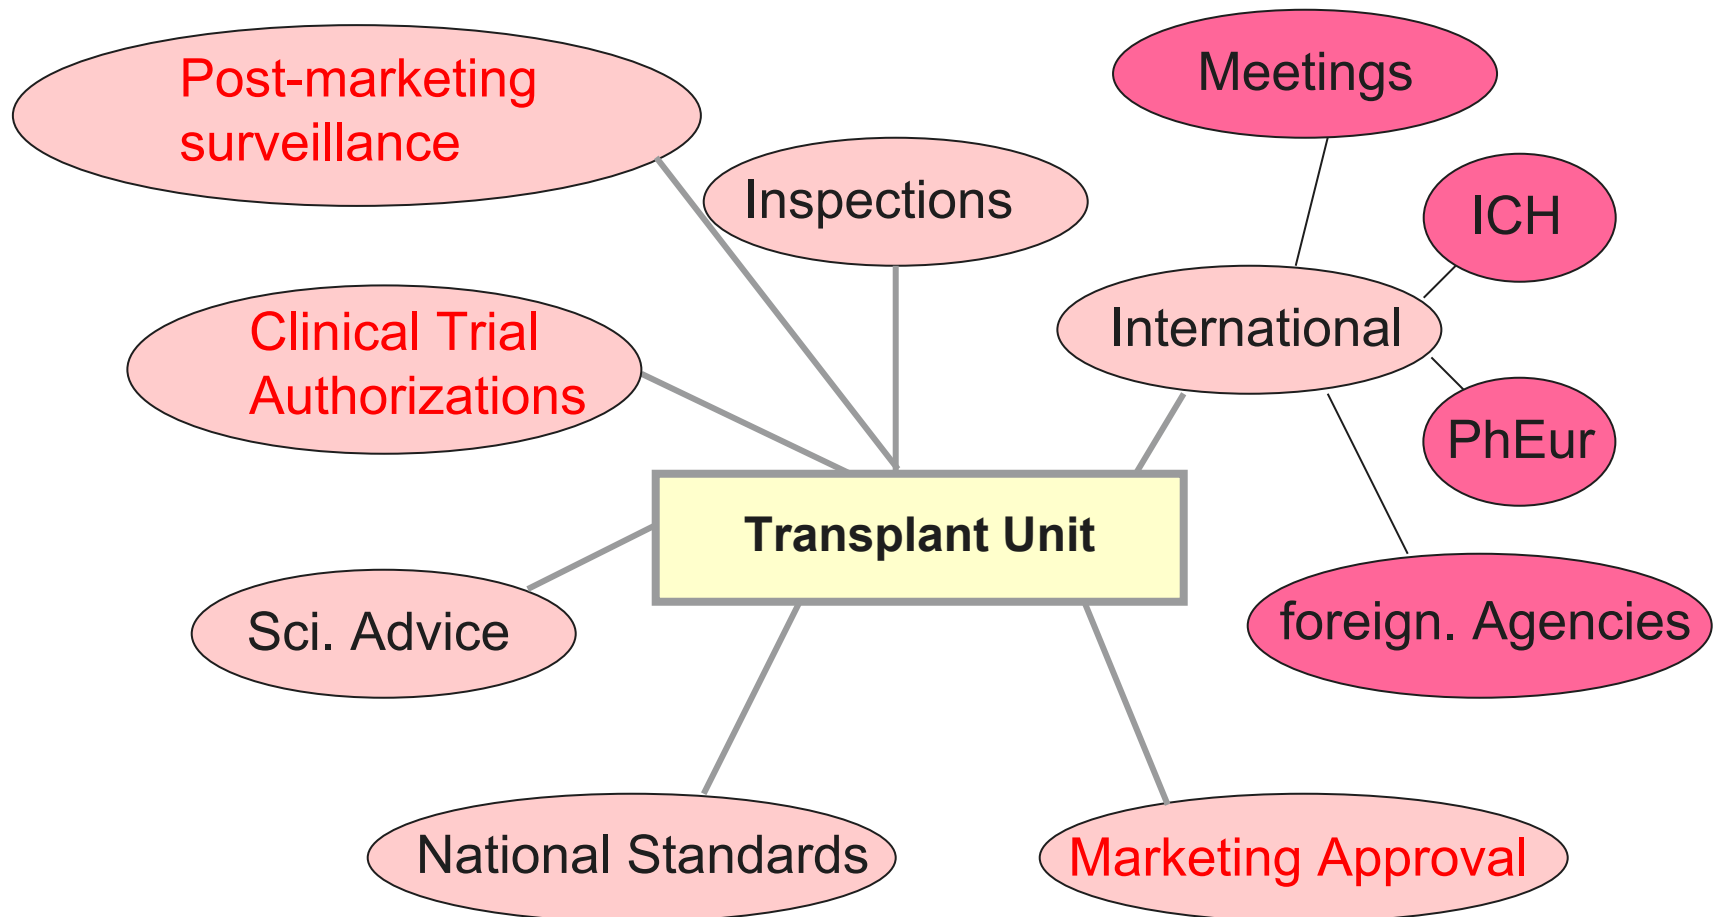 Post-marketing
surveillance
Meetings
Inspections
ICH
Clinical Trial
Authorizations
International
PhEur
Transplant Unit
Sci. Advice
foreign. Agencies
National Standards
Marketing Approval